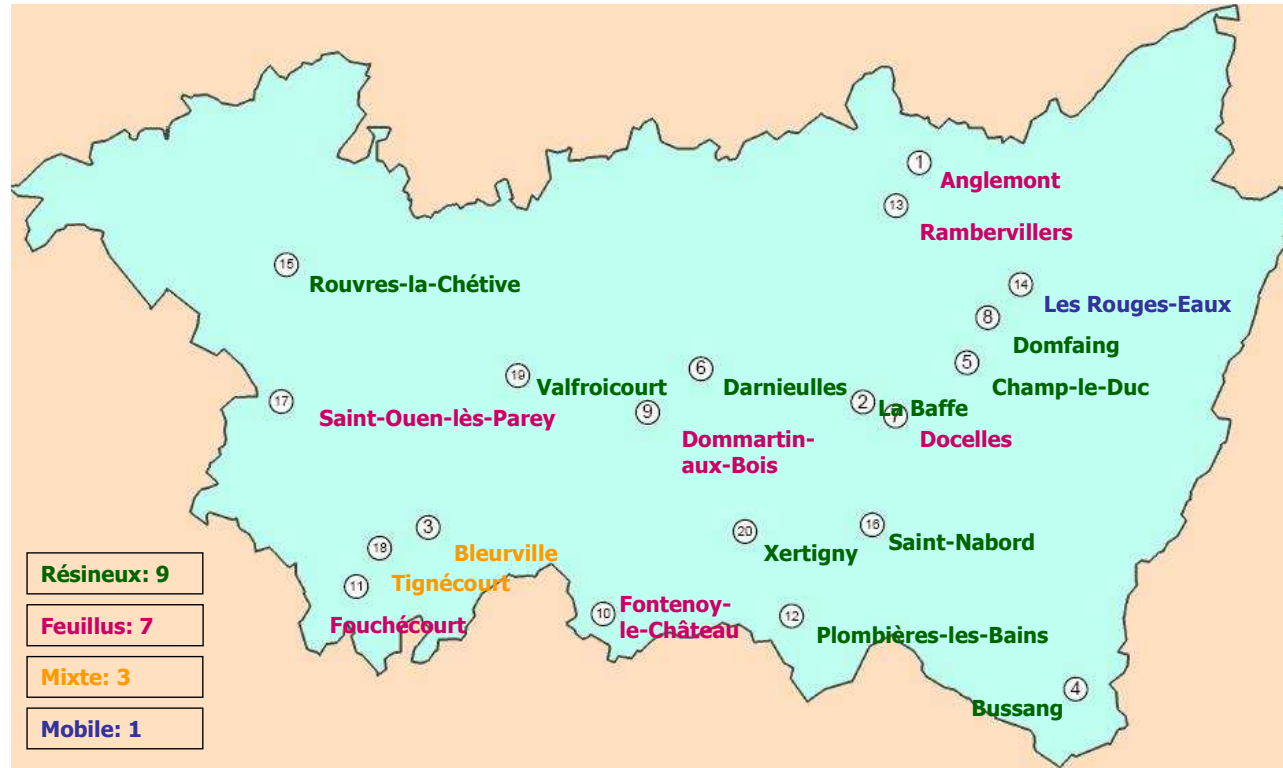 1
Anglemont
13
Rambervillers
15
Rouvres-la-Chétive
14
Les Rouges-Eaux
8
Domfaing
5
Champ-le-Duc
6
Darnieulles
19
Valfroicourt
2
La Baffe
7
Docelles
17
Saint-Ouen-lès-Parey
9
Dommartin-
aux-Bois
3
Bleurville
18
Tignécourt
11
Fouchécourt
20
Xertigny
16
Saint-Nabord
10
Fontenoy-
le-Château
12
Plombières-les-Bains
4
Bussang
Résineux: 9
Feuillus: 7
Mixte: 3
Mobile: 1